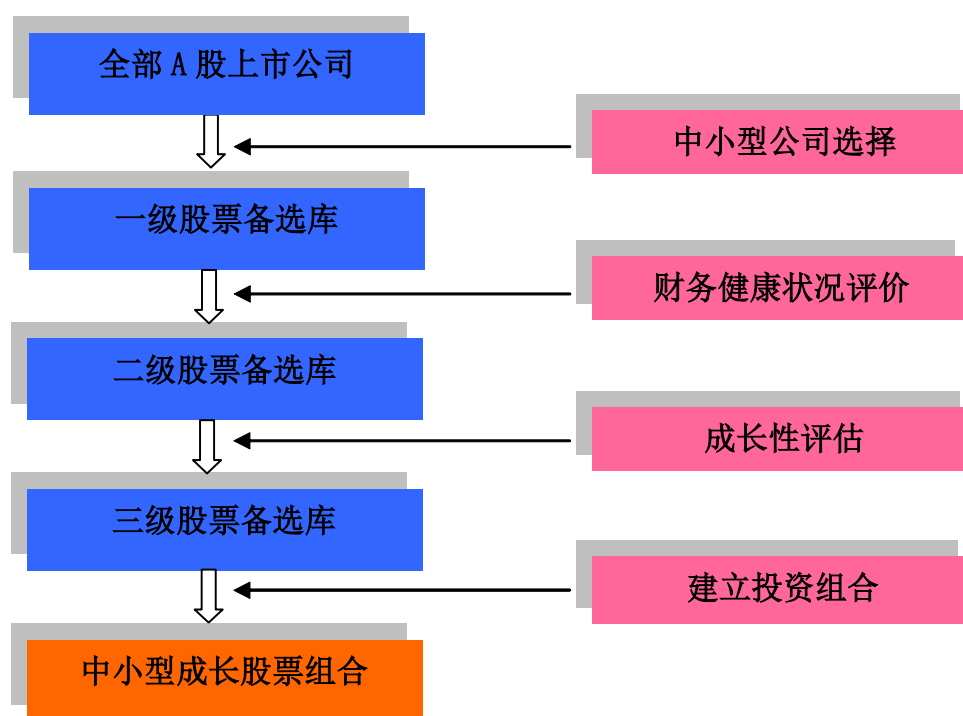 全部 A 股上市公司
中小型公司选择
一级股票备选库
财务健康状况评价
二级股票备选库
成长性评估
三级股票备选库
建立投资组合
中小型成长股票组合